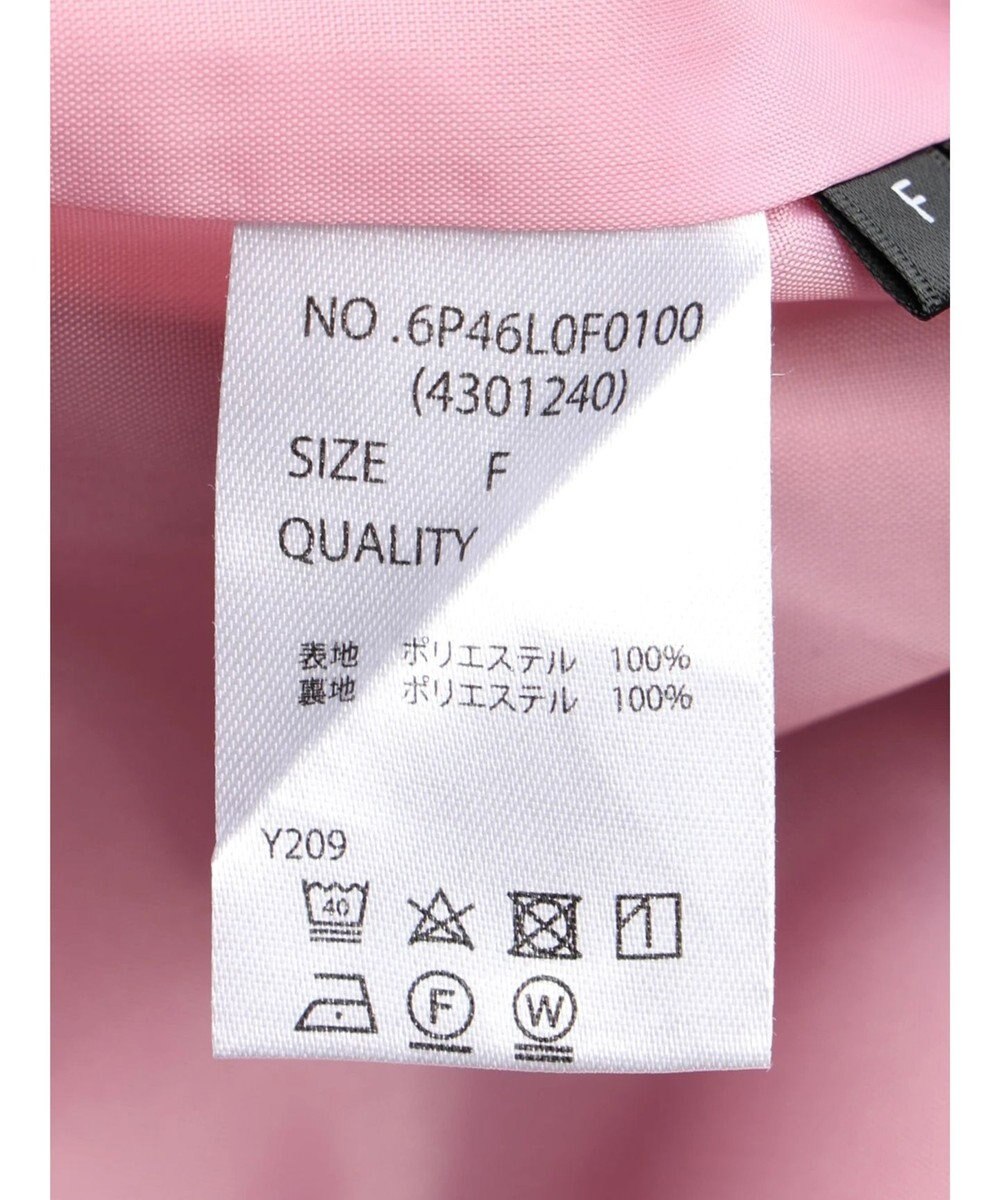 F
NO .6P46L0F0100
(4301240)
SIZE F
QUALITY
表地 ポリエステル 100%
裏地 ポリエステル 100%
Y209
40
F W